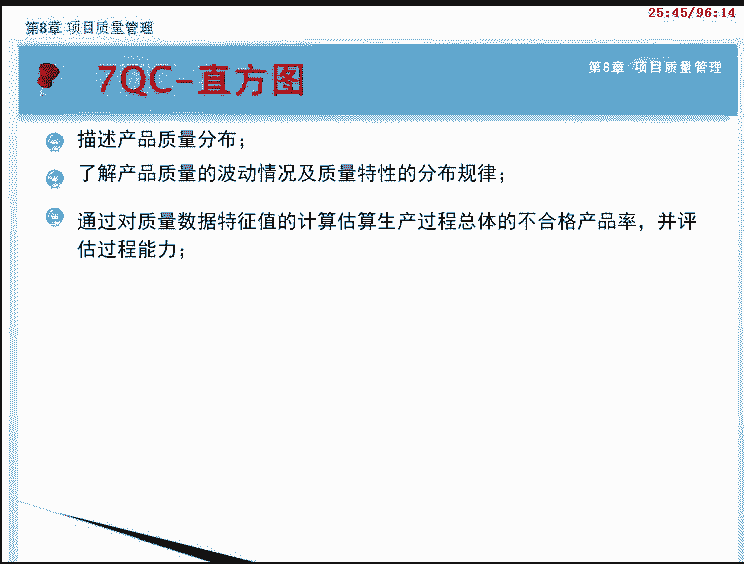 25:45/96:14
第8章 项目质量管理
7QC-直方图
第8章 项目质量管理
描述产品质量分布；
了解产品质量的波动情况及质量特性的分布规律；
通过对质量数据特征值的计算估算生产过程总体的不合格产品率，并评
估过程能力；